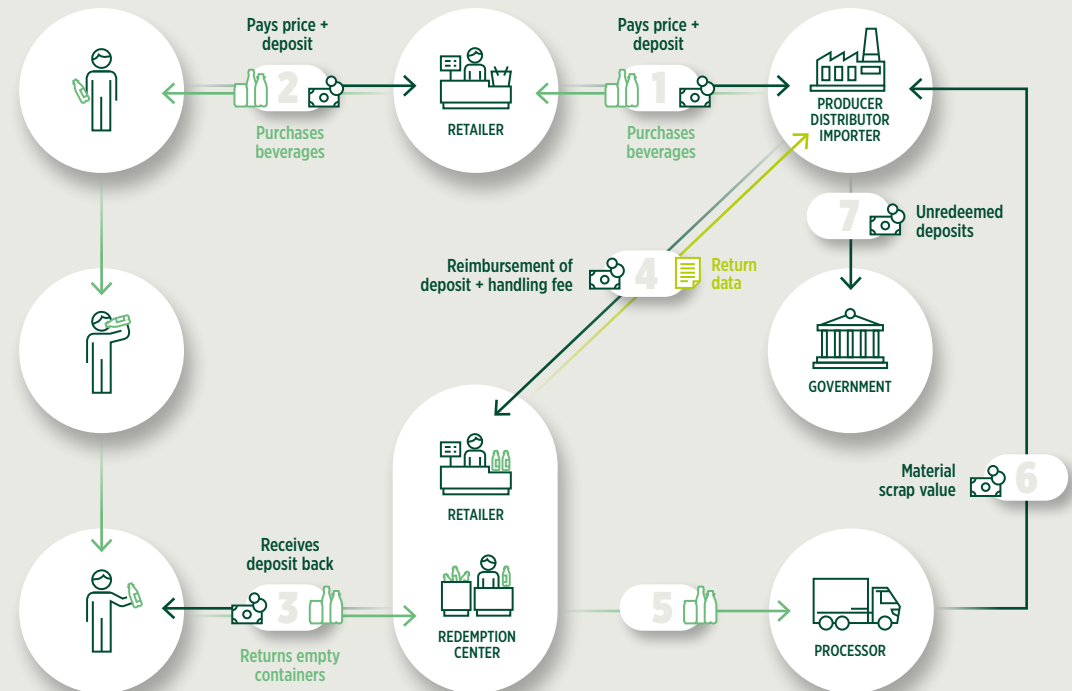 Pays price +
deposit
2
Purchases
beverages
RETAILER
Pays price +
deposit
1
Purchases
beverages
PRODUCER
DISTRIBUTOR
IMPORTER
7
Unredeemed
deposits
Reimbursement of
deposit + handling fee
4
Return
data
GOVERNMENT
RETAILER
Material
scrap value
6
Receives
deposit back
3
Returns empty
containers
REDEMPTION
CENTER
5
PROCESSOR